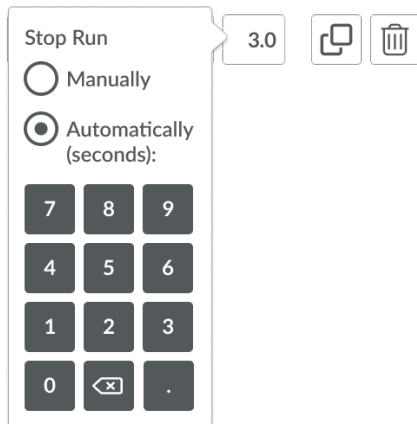 Stop Run
3.0
Manually
Automatically
(seconds):
7 8 9
4 5 6
1 2 3
0 .